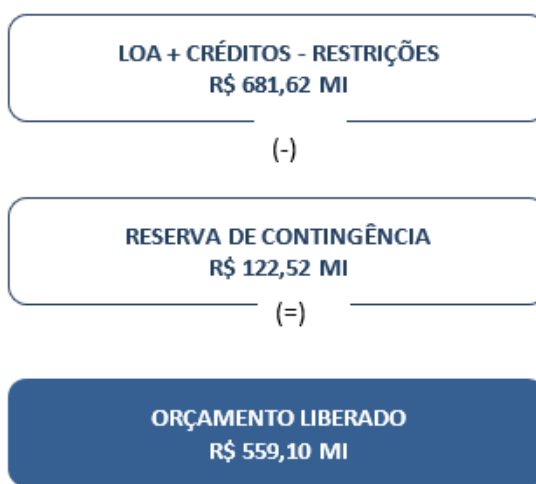 LOA + CRÉDITOS - RESTRIÇÕES
R$ 681,62 MI
(-)
RESERVA DE CONTINGÊNCIA
R$ 122,52 MI
(=)
ORÇAMENTO LIBERADO
R$ 559,10 MI